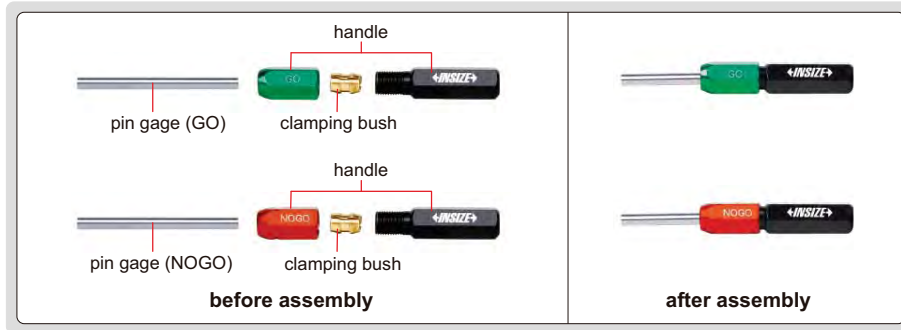 handle
GO
INSIZE
pin gage (GO)
clamping bush
GO
INSIZE
handle
NOGO
INSIZE
pin gage (NOGO)
clamping bush
NOGO
INSIZE
before assembly
after assembly